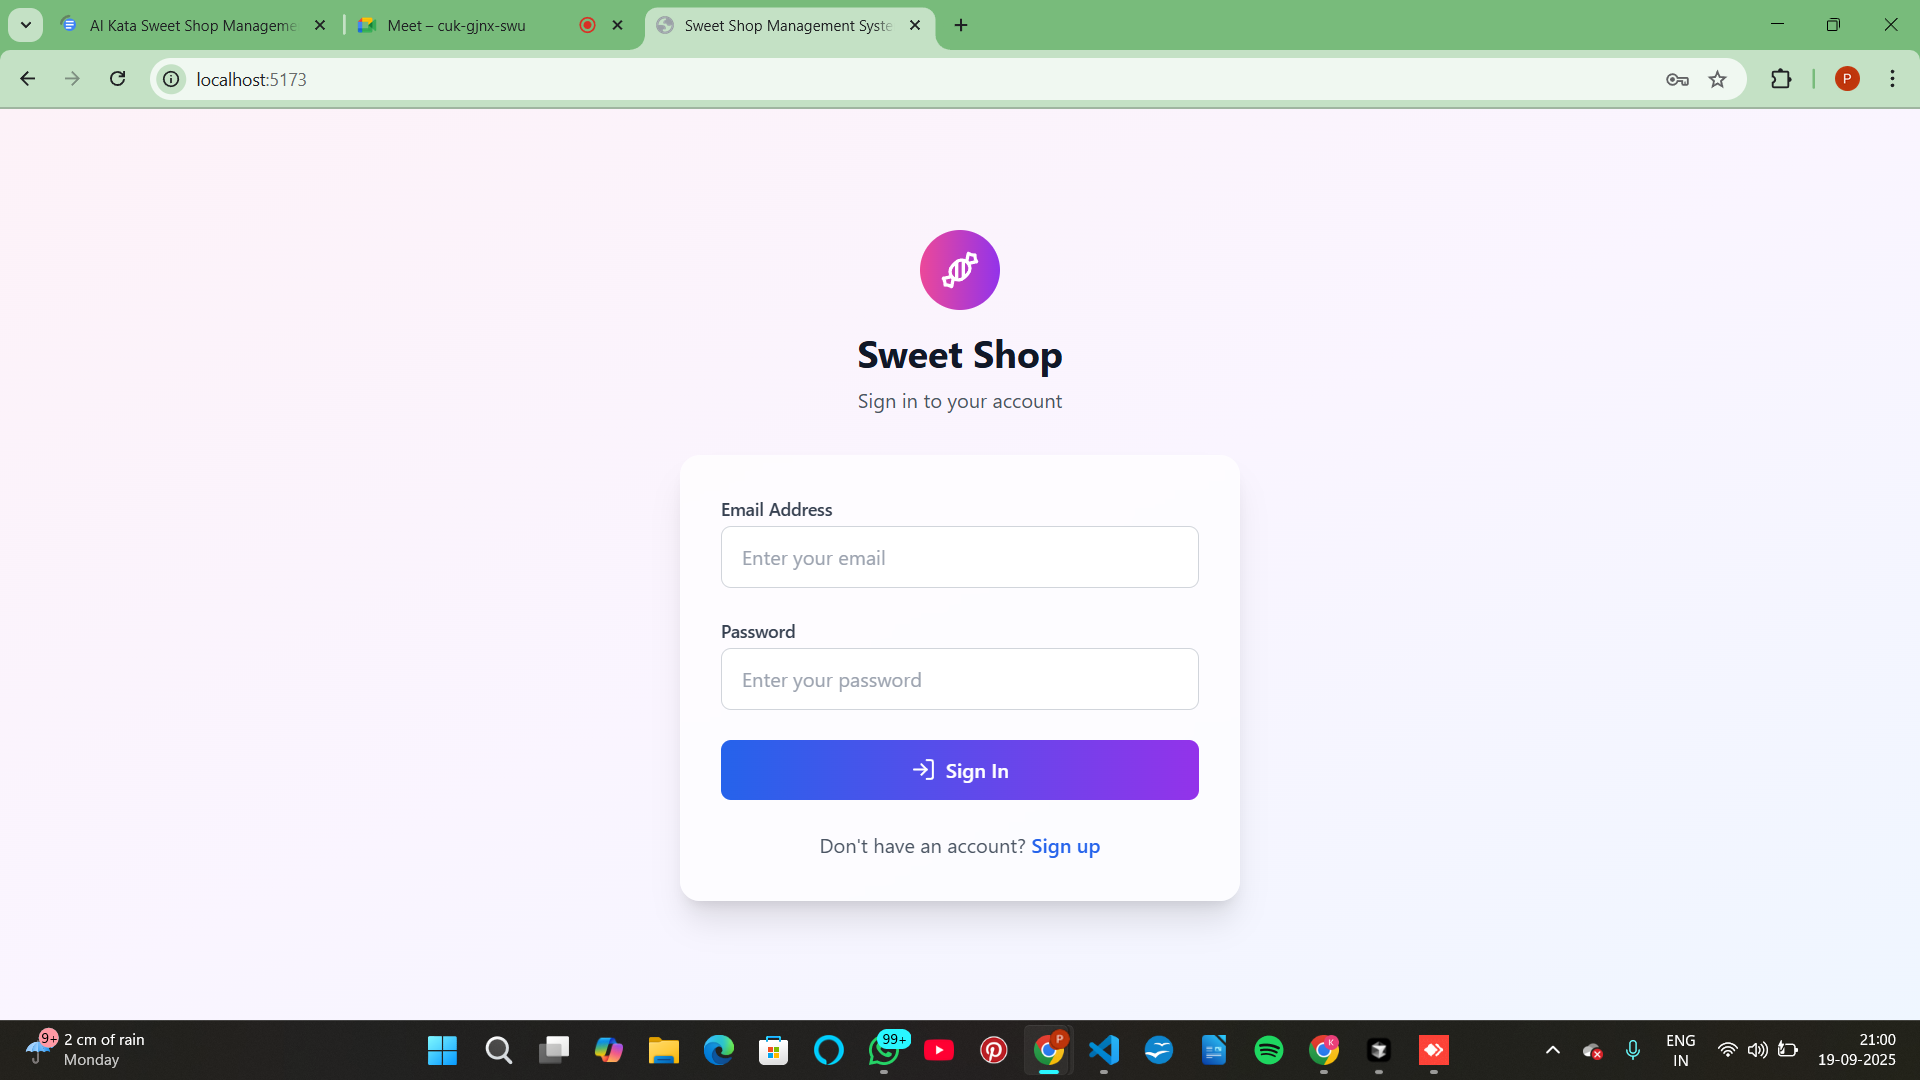 AI Kata Sweet Shop Manageme
Meet – cuk-gjnx-swu
Sweet Shop Management Syste
localhost:5173
P
Sweet Shop
Sign in to your account
Email Address
Enter your email
Password
Enter your password
Sign In
Don't have an account? Sign up
9+
2 cm of rain
Monday
99+
P
K
ENG
IN
21:00
19-09-2025